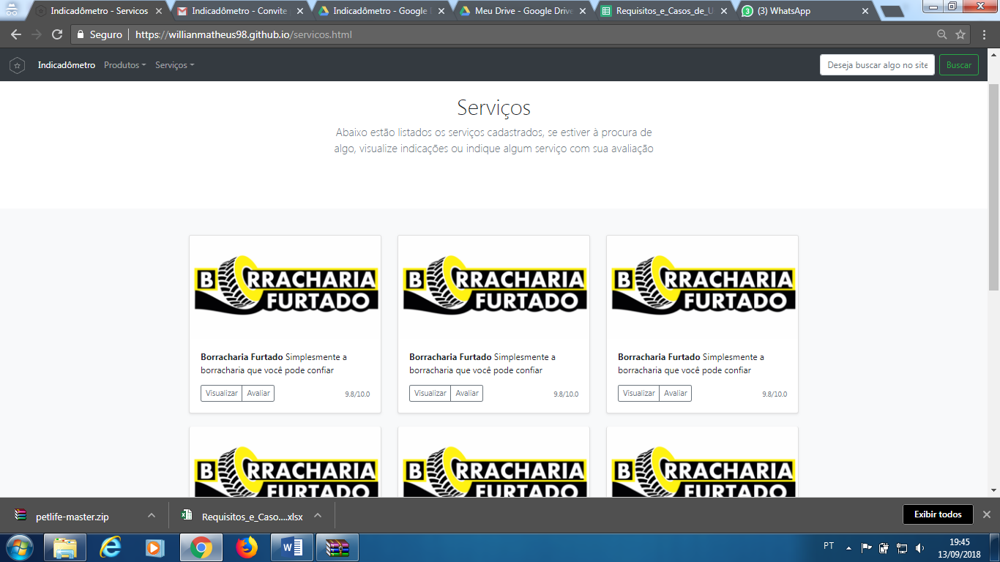 Indicadômetro - Servicos
Indicadômetro - Convite
Indicadômetro - Google
Meu Drive - Google Drive
Requisitos_e_Casos_de_U
(3) WhatsApp
Seguro https://willianmatheus98.github.io/servicos.html
Indicadômetro Produtos Serviços
Deseja buscar algo no site
Buscar
Serviços
Abaixo estão listados os serviços cadastrados, se estiver à procura de
algo, visualize indicações ou indique algum serviço com sua avaliação
BORRACHARIA
FURTADO
Borracharia Furtado Simplesmente a
borracharia que você pode confiar
Visualizar Avaliar 9.8/10.0
BORRACHARIA
FURTADO
Borracharia Furtado Simplesmente a
borracharia que você pode confiar
Visualizar Avaliar 9.8/10.0
BORRACHARIA
FURTADO
Borracharia Furtado Simplesmente a
borracharia que você pode confiar
Visualizar Avaliar 9.8/10.0
BORRACHARIA
FURTADO
BORRACHARIA
FURTADO
BORRACHARIA
FURTADO
petlife-master.zip
Requisitos_e_Caso....xlsx
Exibir todos
PT
19:45
13/09/2018